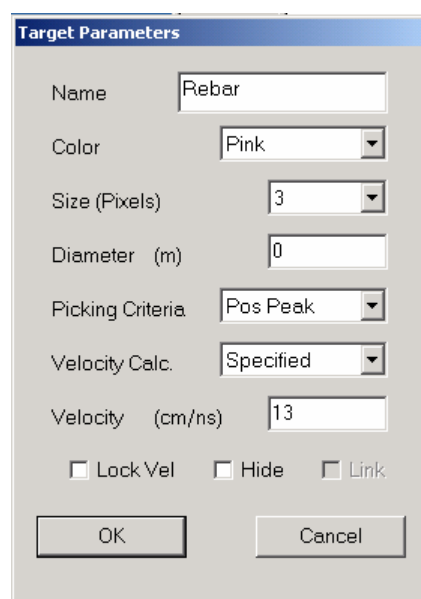 Target Parameters
Name Rebar
Color Pink
Size (Pixels) 3
Diameter (m) 0
Picking Criteria Pos Peak
Velocity Calc. Specified
Velocity (cm/ns) 13
Lock Vel Hide Link
OK Cancel